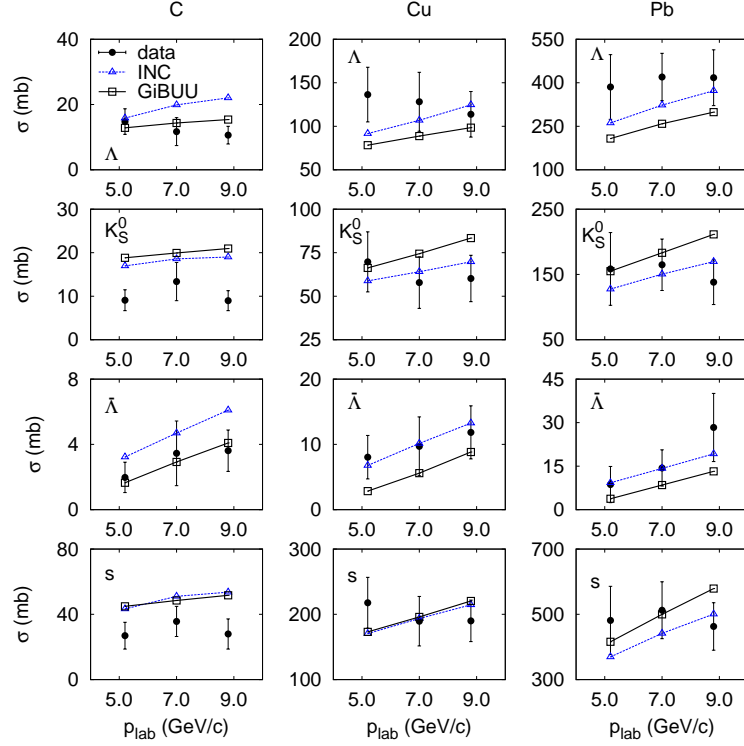 C Cu Pb
40 200 550
data Λ Λ
INC
30 150 400
GiBUU
20
σ (mb)
100 250
Λ
0 50 100
5.0 7.0 9.0 5.0 7.0 9.0 5.0 7.0 9.0
30 100 250
K⁰S K⁰S K⁰S
20 75
σ (mb) 150
10 50
0 25 50
5.0 7.0 9.0 5.0 7.0 9.0 5.0 7.0 9.0
8 20 45
Λ̄ Λ̄ Λ̄
30
σ (mb) 4 10
15
0 0 0
5.0 7.0 9.0 5.0 7.0 9.0 5.0 7.0 9.0
80 300 700
s s s
σ (mb) 40 200 500
0 100 300
5.0 7.0 9.0 5.0 7.0 9.0 5.0 7.0 9.0
plab (GeV/c) plab (GeV/c) plab (GeV/c)